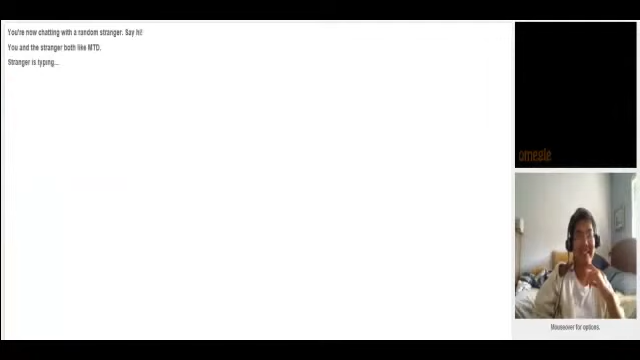 You're now chatting with a random stranger. Say hi!
You and the stranger both like MTD.
Stranger is typing...
omegle
Mouseover for options.